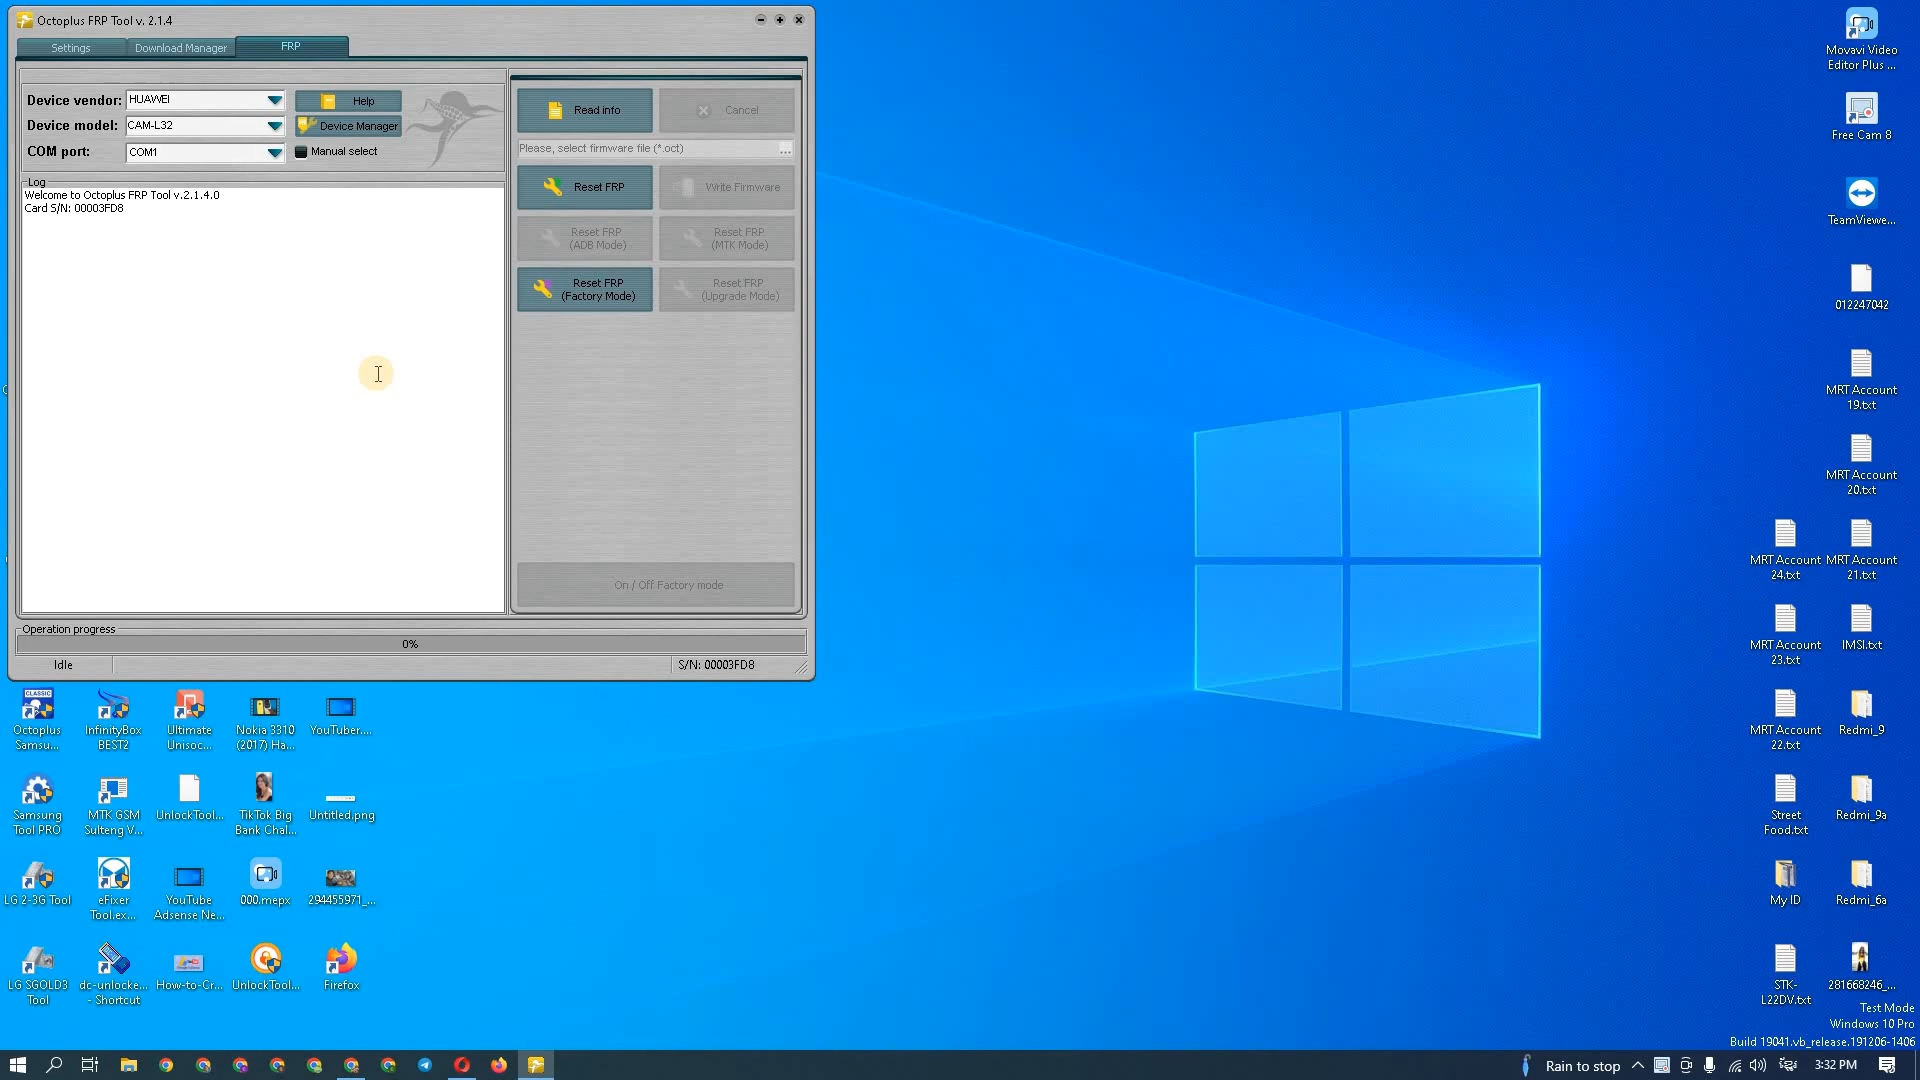 Octoplus FRP Tool v. 2.1.4
Settings
Download Manager
FRP
Device vendor:
HUAWEI
Help
Device model:
CAM-L32
Device Manager
COM port:
COM1
Manual select
Read info
Cancel
Please, select firmware file (*.oct)
...
Reset FRP
Write Firmware
Reset FRP
(ADB Mode)
Reset FRP
(MTK Mode)
Reset FRP
(Factory Mode)
Reset FRP
(Upgrade Mode)
On / Off Factory mode
Log
Welcome to Octoplus FRP Tool v.2.1.4.0
Card S/N: 00003FD8
Operation progress
0%
Idle
S/N: 00003FD8
CLASSIC
Octoplus
Samsu...
InfinityBox
BEST2
Ultimate
Unisoc...
Nokia 3310
(2017) Ha...
YouTuber....
Samsung
Tool PRO
MTK GSM
Sulteng V...
UnlockTool...
TikTok Big
Bank Chal...
Untitled.png
LG 2-3G Tool
eFixer
Tool.ex...
YouTube
Adsense Ne...
000.mepx
294455971_...
LG SGOLD3
Tool
dc-unlocke...
- Shortcut
How-to-Cr...
UnlockTool...
Firefox
Movavi Video
Editor Plus ...
Free Cam 8
TeamViewe...
012247042
MRT Account
19.txt
MRT Account
20.txt
MRT Account
24.txt
MRT Account
21.txt
MRT Account
23.txt
IMSI.txt
MRT Account
22.txt
Redmi_9
Street
Food.txt
Redmi_9a
My ID
Redmi_6a
STK-
L22DV.txt
281668246_...
Test Mode
Windows 10 Pro
Build 19041.vb_release.191206-1406
Rain to stop
3:32 PM